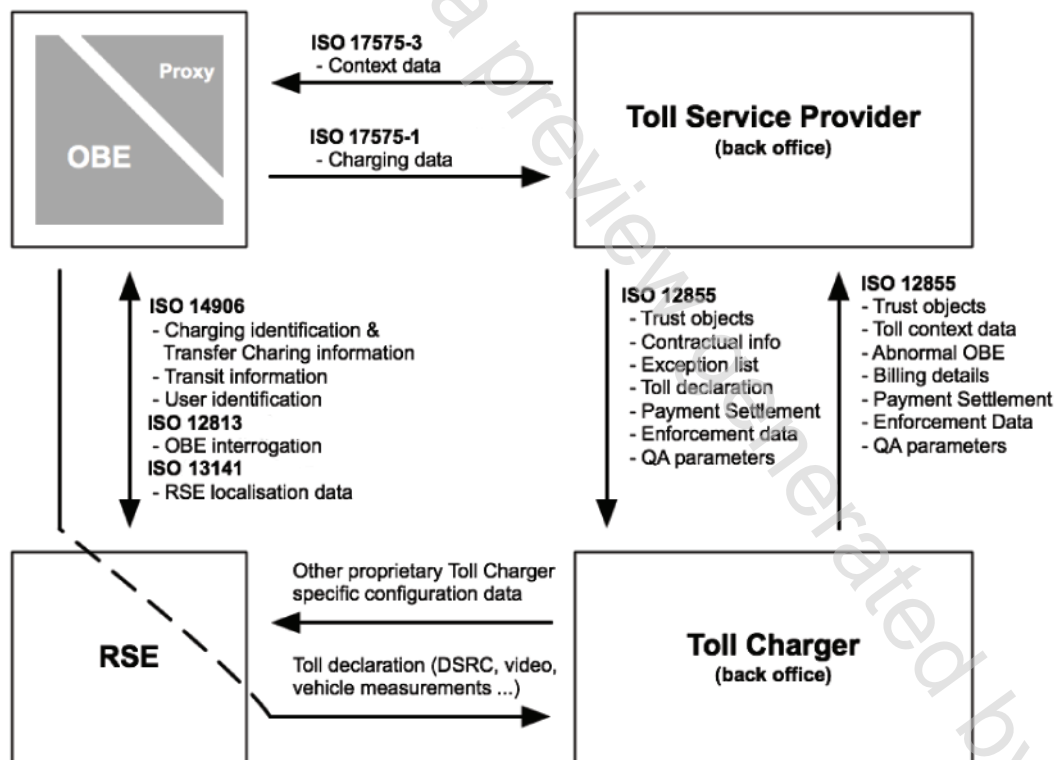 Proxy
OBE
ISO 17575-3
- Context data
ISO 17575-1
- Charging data
Toll Service Provider
(back office)
ISO 14906
- Charging identification &
Transfer Charing information
- Transit information
- User identification
ISO 12813
- OBE interrogation
ISO 13141
- RSE localisation data
ISO 12855
- Trust objects
- Contractual info
- Exception list
- Toll declaration
- Payment Settlement
- Enforcement data
- QA parameters
ISO 12855
- Trust objects
- Toll context data
- Abnormal OBE
- Billing details
- Payment Settlement
- Enforcement Data
- QA parameters
RSE
Other proprietary Toll Charger
specific configuration data
Toll declaration (DSRC, video,
vehicle measurements ...)
Toll Charger
(back office)
a preview generated by